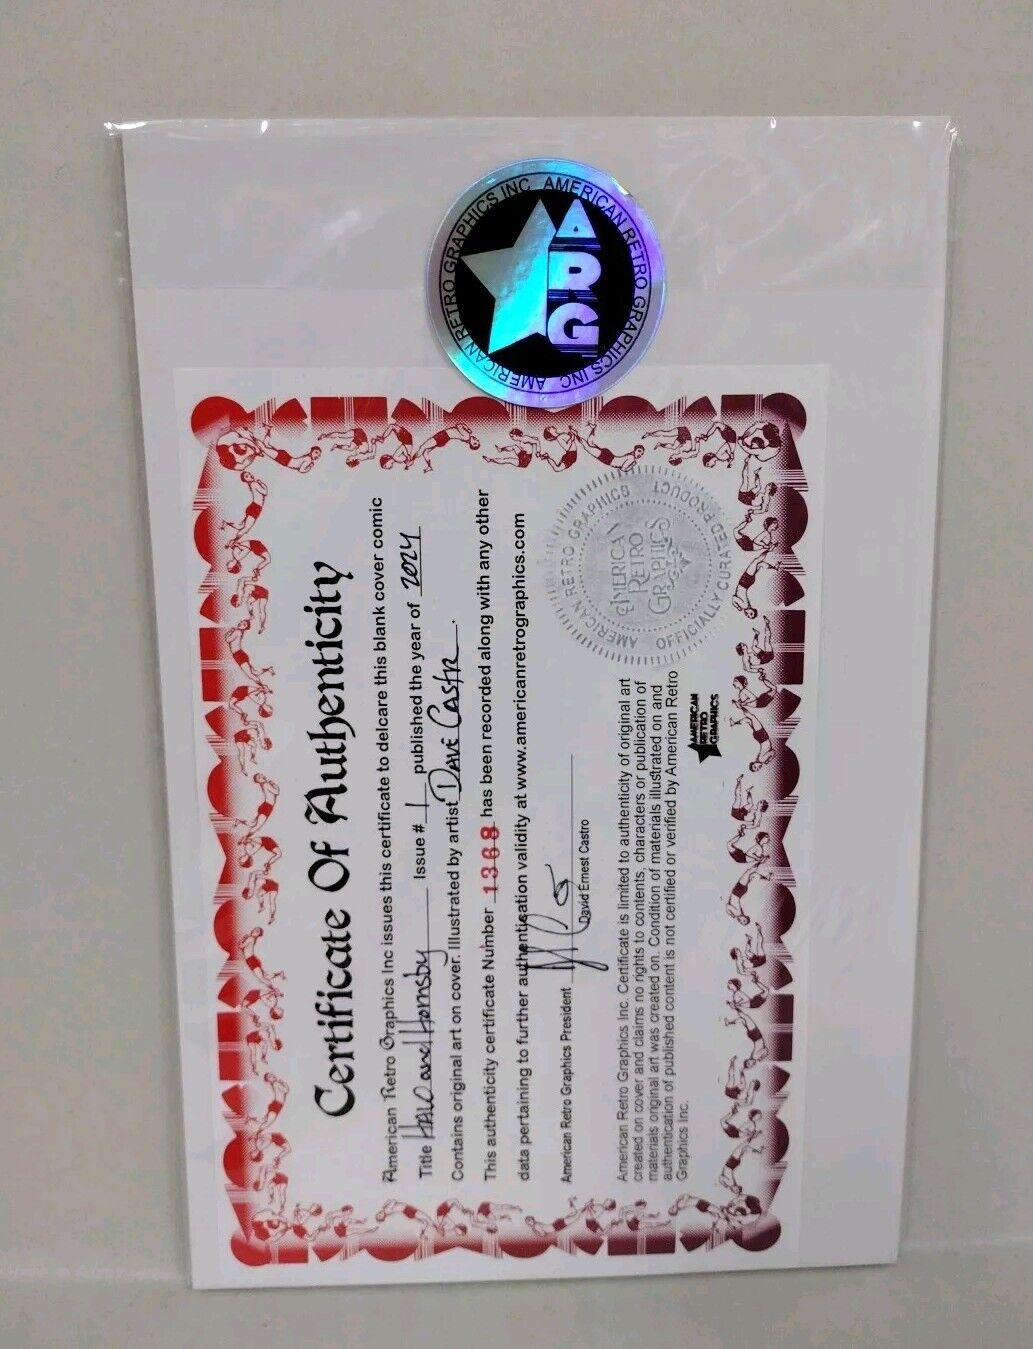 AMERICAN RETRO GRAPHICS INC. AMERICAN RETRO GRAPHICS INC.
ARG
Certificate Of Authenticity
American Retro Graphics Inc issues this certificate to delcare this blank cover comic
Title Halo and Hornsby Issue # 1 published the year of 2024
Contains original art on cover. Illustrated by artist Dave Castr.
This authenticity certificate Number 1368 has been recorded along with any other
data pertaining to further authentication validity at www.americanretrographics.com
American Retro Graphics President
David Ernest Castro
American Retro Graphics Inc. Certificate is limited to authenticity of original art
created on cover and claims no rights to contents, characters or publication of
materials original art was created on. Condition of materials illustrated on and
authentication of published content is not certified or verified by American Retro
Graphics Inc.
AMERICAN
RETRO
GRAPHICS
AMERICAN RETRO GRAPHICS
OFFICIALLY CURATED PRODUCT
AMERICAN
RETRO
GRAPHICS